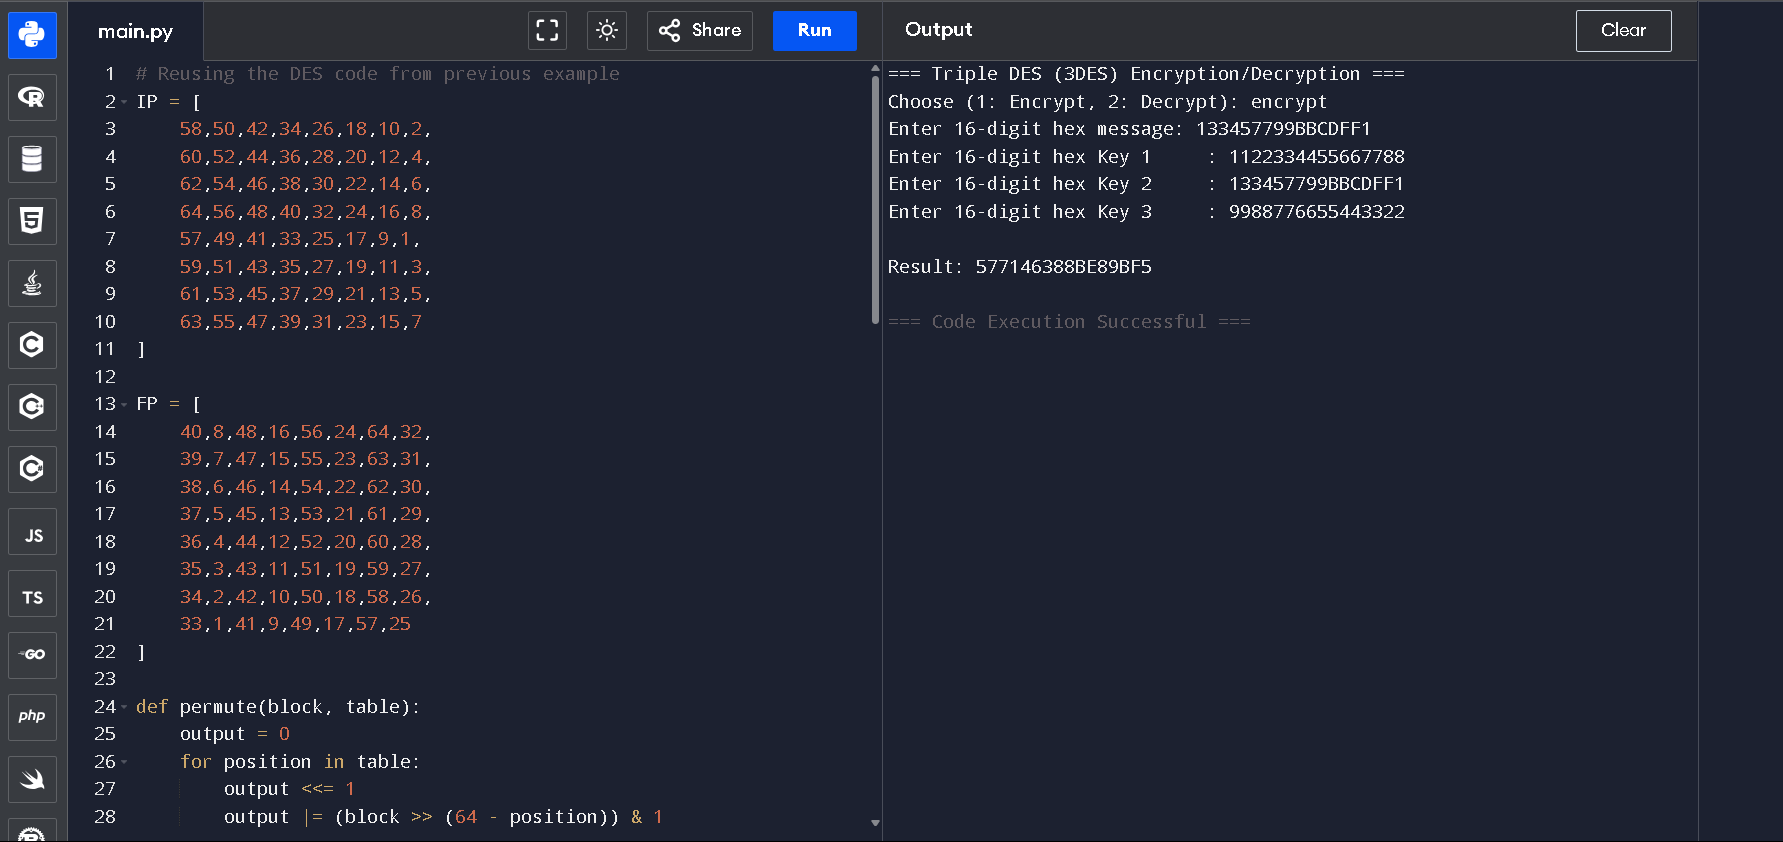 main.py
Share
Run
Output
Clear
1 # Reusing the DES code from previous example
2 IP = [
3 58,50,42,34,26,18,10,2,
4 60,52,44,36,28,20,12,4,
5 62,54,46,38,30,22,14,6,
6 64,56,48,40,32,24,16,8,
7 57,49,41,33,25,17,9,1,
8 59,51,43,35,27,19,11,3,
9 61,53,45,37,29,21,13,5,
10 63,55,47,39,31,23,15,7
11 ]
12
13 FP = [
14 40,8,48,16,56,24,64,32,
15 39,7,47,15,55,23,63,31,
16 38,6,46,14,54,22,62,30,
17 37,5,45,13,53,21,61,29,
18 36,4,44,12,52,20,60,28,
19 35,3,43,11,51,19,59,27,
20 34,2,42,10,50,18,58,26,
21 33,1,41,9,49,17,57,25
22 ]
23
24 def permute(block, table):
25 output = 0
26 for position in table:
27 output <<= 1
28 output |= (block >> (64 - position)) & 1
=== Triple DES (3DES) Encryption/Decryption ===
Choose (1: Encrypt, 2: Decrypt): encrypt
Enter 16-digit hex message: 133457799BBCDFF1
Enter 16-digit hex Key 1 : 1122334455667788
Enter 16-digit hex Key 2 : 133457799BBCDFF1
Enter 16-digit hex Key 3 : 9988776655443322
Result: 577146388BE89BF5
=== Code Execution Successful ===
R
5
C
C
C
JS
TS
GO
php
R